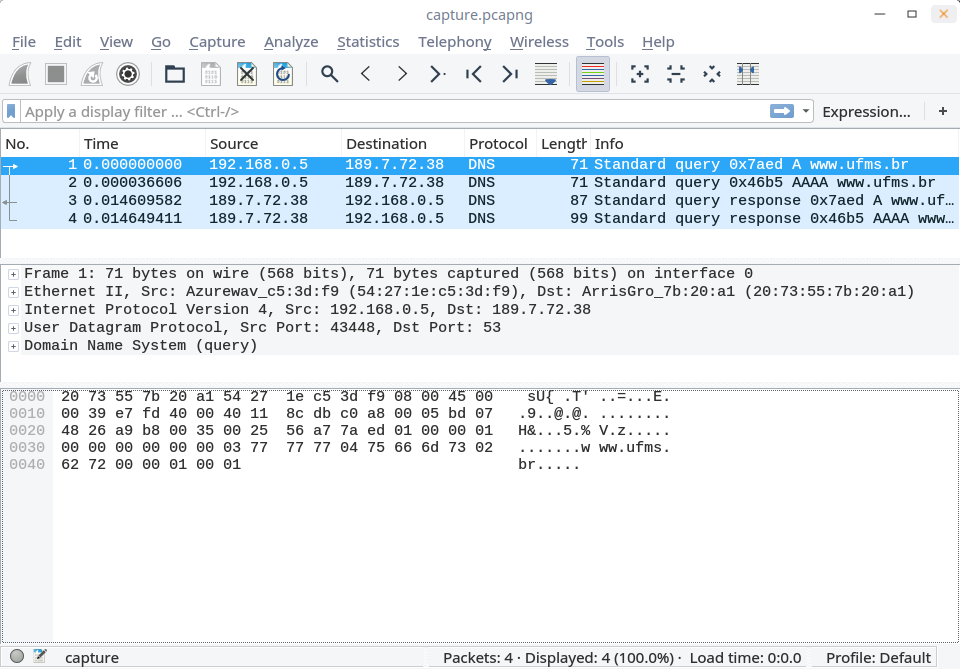 capture.pcapng
File Edit View Go Capture Analyze Statistics Telephony Wireless Tools Help
Apply a display filter ... <Ctrl-/> Expression... +
No. Time Source Destination Protocol Length Info
1 0.000000000 192.168.0.5 189.7.72.38 DNS 71 Standard query 0x7aed A www.ufms.br
2 0.000036606 192.168.0.5 189.7.72.38 DNS 71 Standard query 0x46b5 AAAA www.ufms.br
3 0.014609582 189.7.72.38 192.168.0.5 DNS 87 Standard query response 0x7aed A www.uf…
4 0.014649411 189.7.72.38 192.168.0.5 DNS 99 Standard query response 0x46b5 AAAA www…
Frame 1: 71 bytes on wire (568 bits), 71 bytes captured (568 bits) on interface 0
Ethernet II, Src: Azurewav_c5:3d:f9 (54:27:1e:c5:3d:f9), Dst: ArrisGro_7b:20:a1 (20:73:55:7b:20:a1)
Internet Protocol Version 4, Src: 192.168.0.5, Dst: 189.7.72.38
User Datagram Protocol, Src Port: 43448, Dst Port: 53
Domain Name System (query)
0000 20 73 55 7b 20 a1 54 27 1e c5 3d f9 08 00 45 00 sU{ .T' ..=...E.
0010 00 39 e7 fd 40 00 40 11 8c db c0 a8 00 05 bd 07 .9..@.@. ........
0020 48 26 a9 b8 00 35 00 25 56 a7 7a ed 01 00 00 01 H&...5.% V.z.....
0030 00 00 00 00 00 00 03 77 77 77 04 75 66 6d 73 02 .......w ww.ufms.
0040 62 72 00 00 01 00 01 br.....
capture Packets: 4 · Displayed: 4 (100.0%) · Load time: 0:0.0 Profile: Default